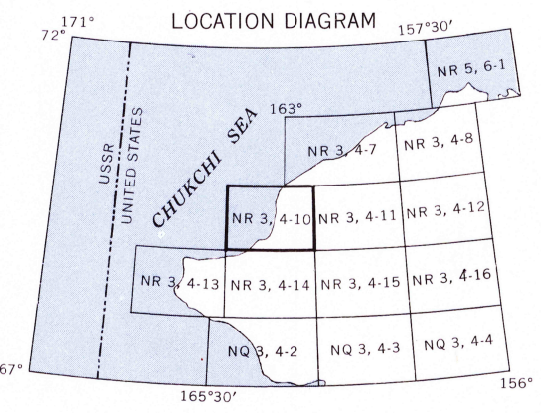 LOCATION DIAGRAM
171°
72°
157°30′
NR 5, 6-1
163°
USSR
UNITED STATES
CHUKCHI SEA
NR 3, 4-7
NR 3, 4-8
NR 3, 4-10
NR 3, 4-11
NR 3, 4-12
NR 3, 4-13
NR 3, 4-14
NR 3, 4-15
NR 3, 4-16
NQ 3, 4-2
NQ 3, 4-3
NQ 3, 4-4
67°
165°30′
156°